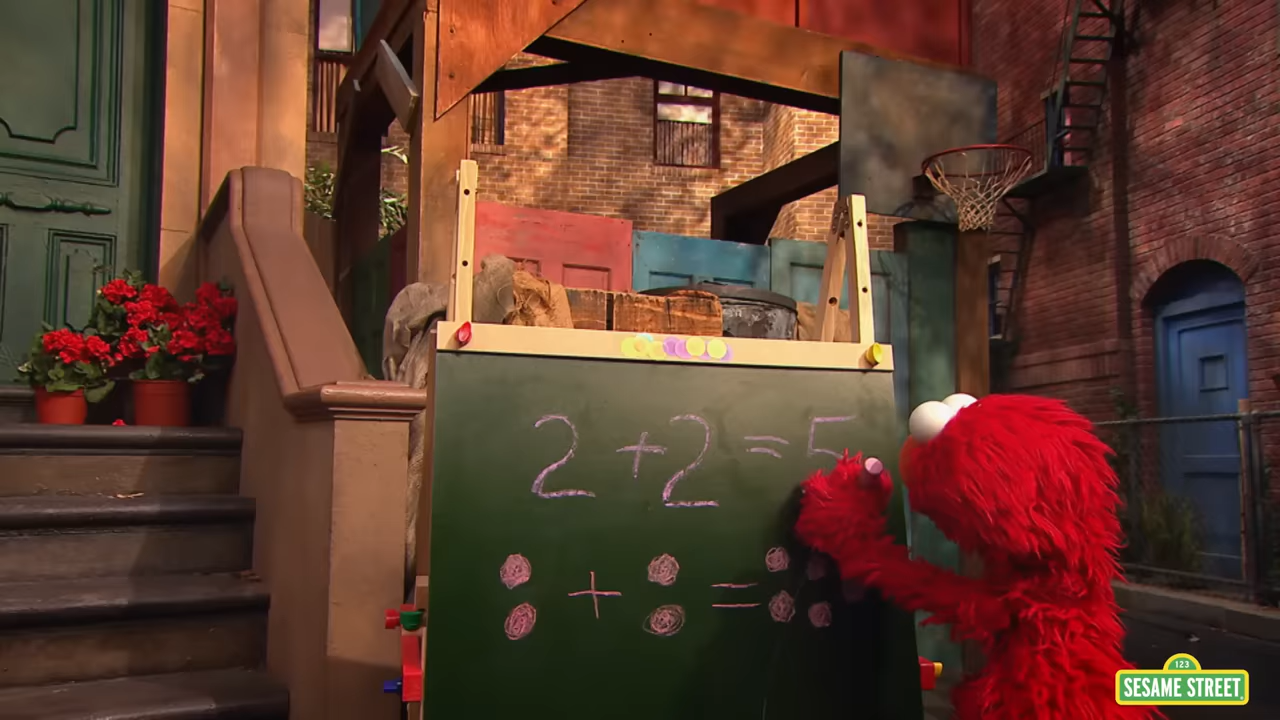 2 + 2 = 5
+ =
123
SESAME STREET